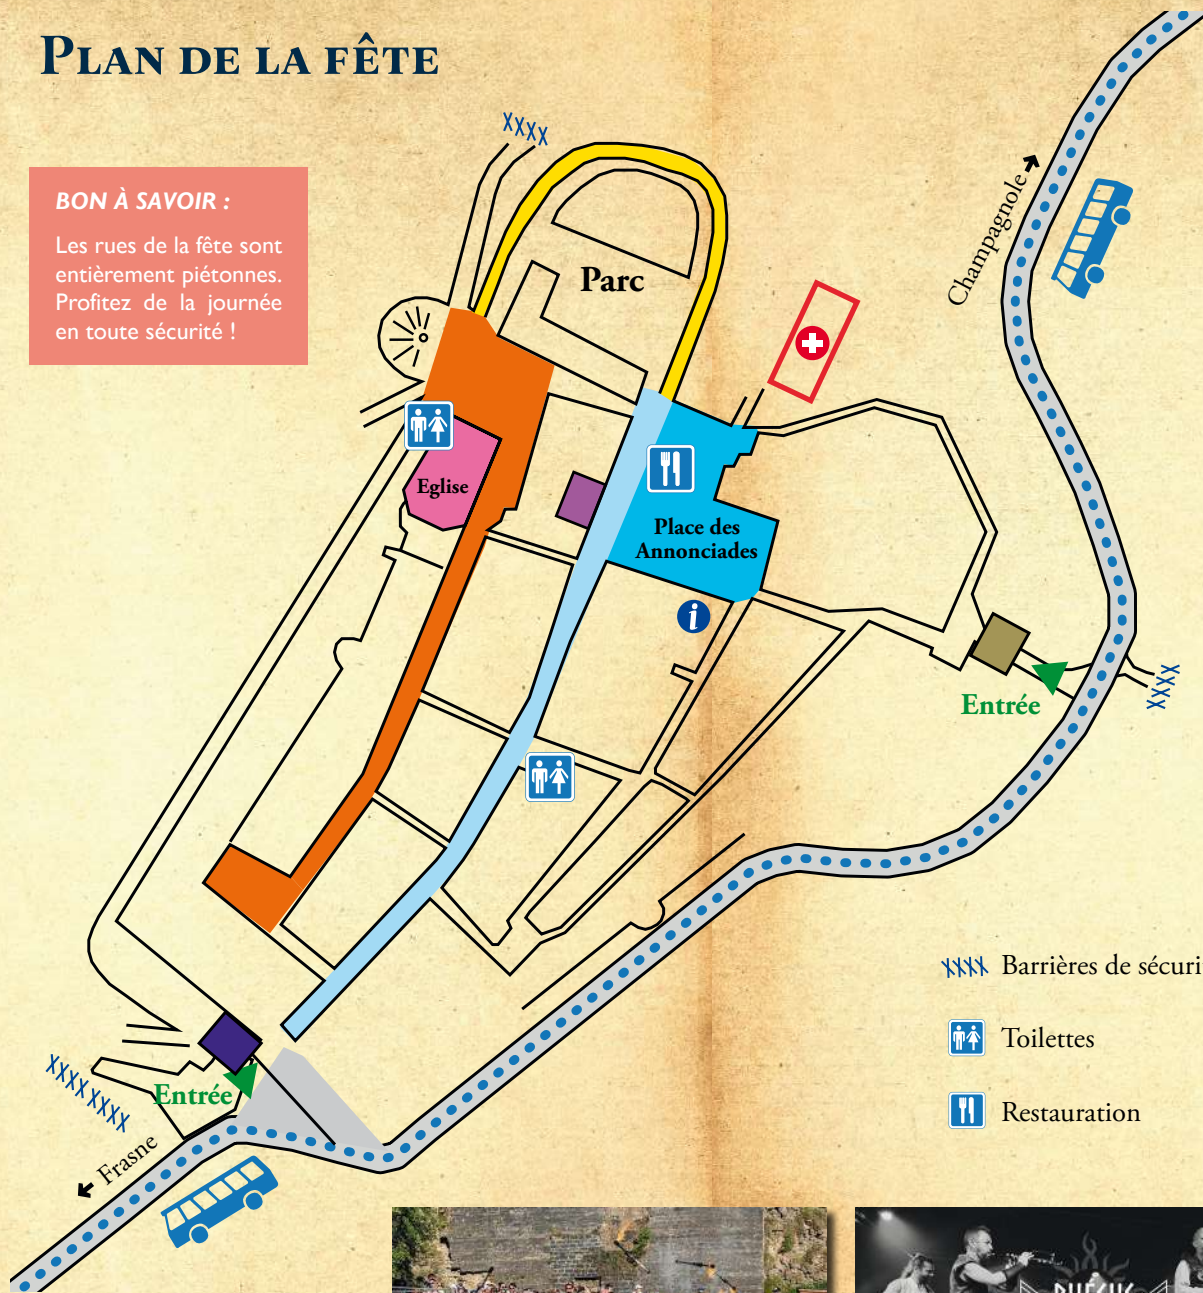 PLAN DE LA FÊTE
BON À SAVOIR :
Les rues de la fête sont
entièrement piétonnes.
Profitez de la journée
en toute sécurité !
Champagnole
Parc
Eglise
Place des
Annonciades
i
Entrée
Barrières de sécuri
Toilettes
Restauration
Entrée
Frasne